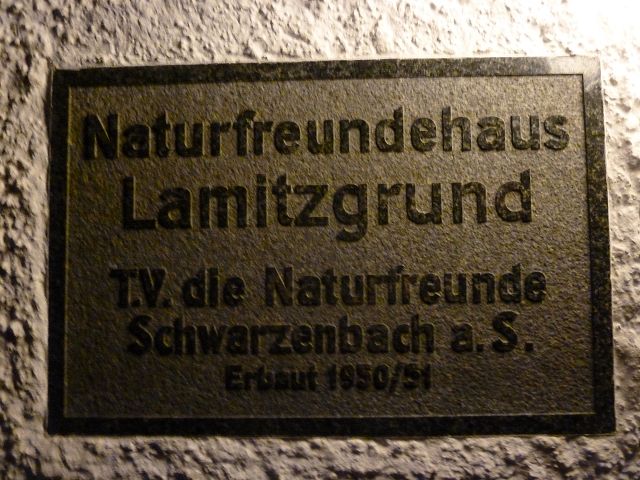 Naturfreundehaus
Lamitzgrund
T.V. die Naturfreunde
Schwarzenbach a.S.
Erbaut 1950/51